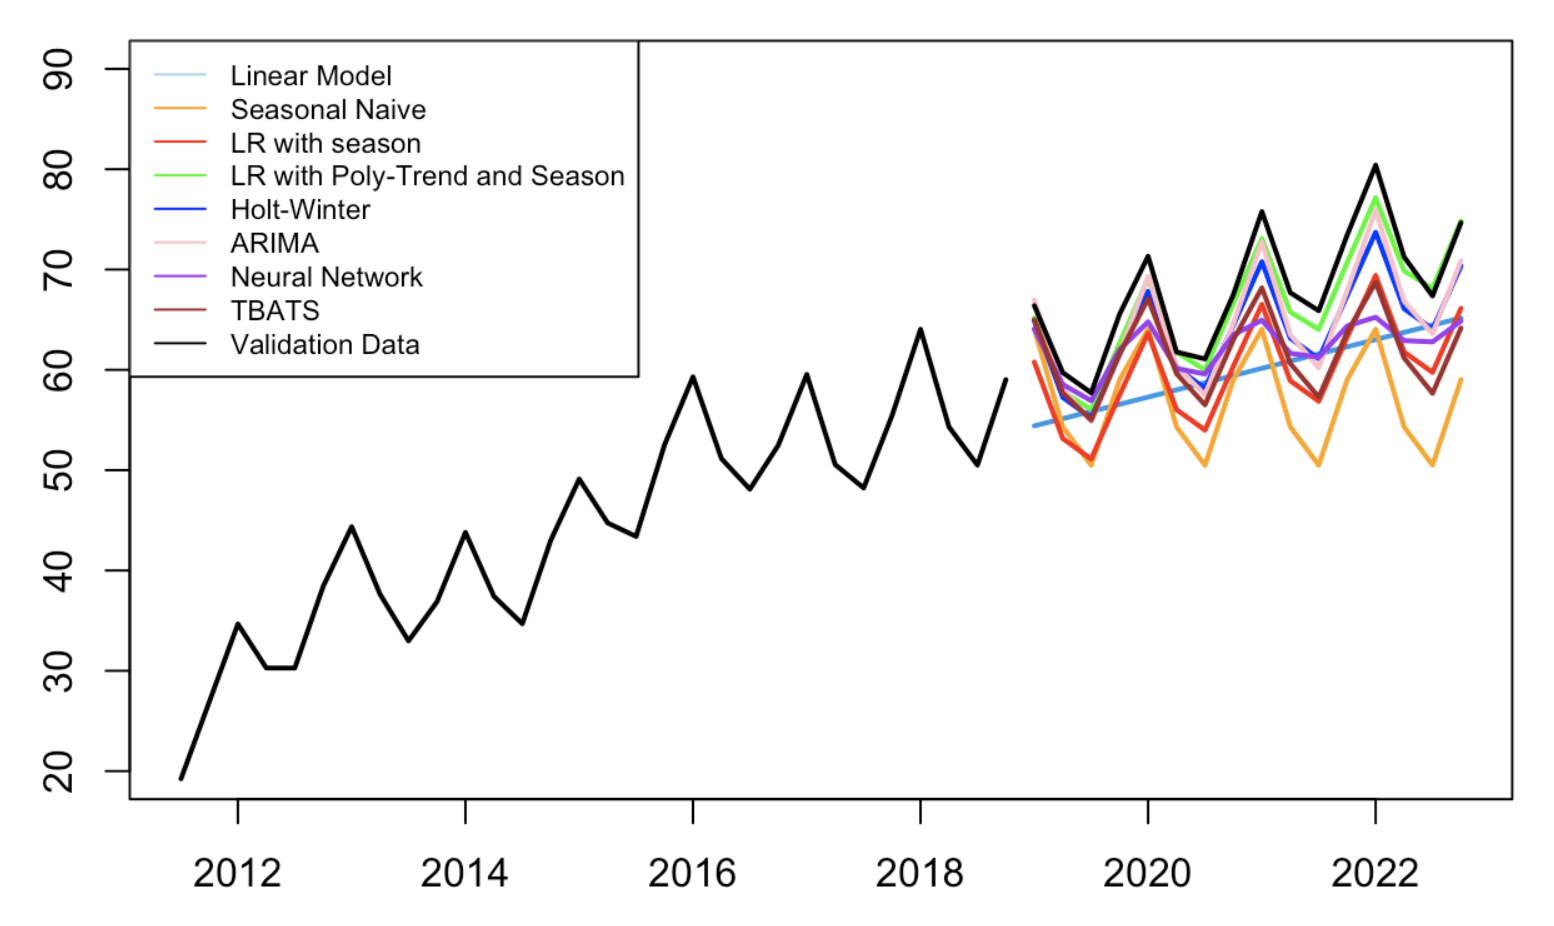 90
80
70
60
50
40
30
20
Linear Model
Seasonal Naive
LR with season
LR with Poly-Trend and Season
Holt-Winter
ARIMA
Neural Network
TBATS
Validation Data
2012 2014 2016 2018 2020 2022